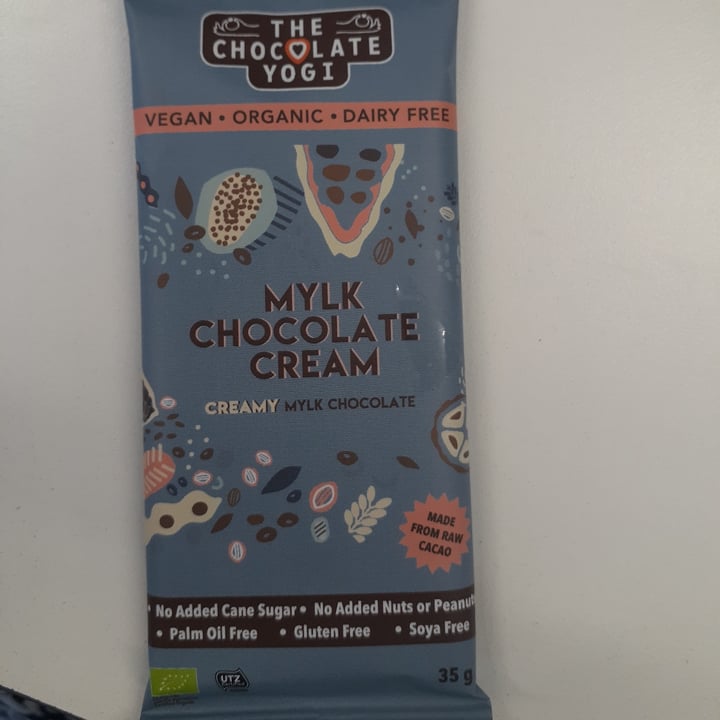 THE
CHOCOLATE
YOGI
VEGAN • ORGANIC • DAIRY FREE
MYLK
CHOCOLATE
CREAM
CREAMY MYLK CHOCOLATE
MADE
FROM RAW
CACAO
• No Added Cane Sugar • No Added Nuts or Peanuts
• Palm Oil Free • Gluten Free • Soya Free
UTZ
35 g